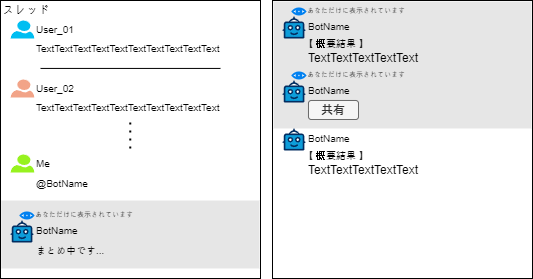 スレッド
User_01
TextTextTextTextTextTextTextTextTextText
User_02
TextTextTextTextTextTextTextTextTextText
Me
@BotName
あなただけに表示されています
BotName
まとめ中です...
あなただけに表示されています
BotName
【 概要結果 】
TextTextTextTextText
あなただけに表示されています
BotName
共有
BotName
【 概要結果 】
TextTextTextTextText